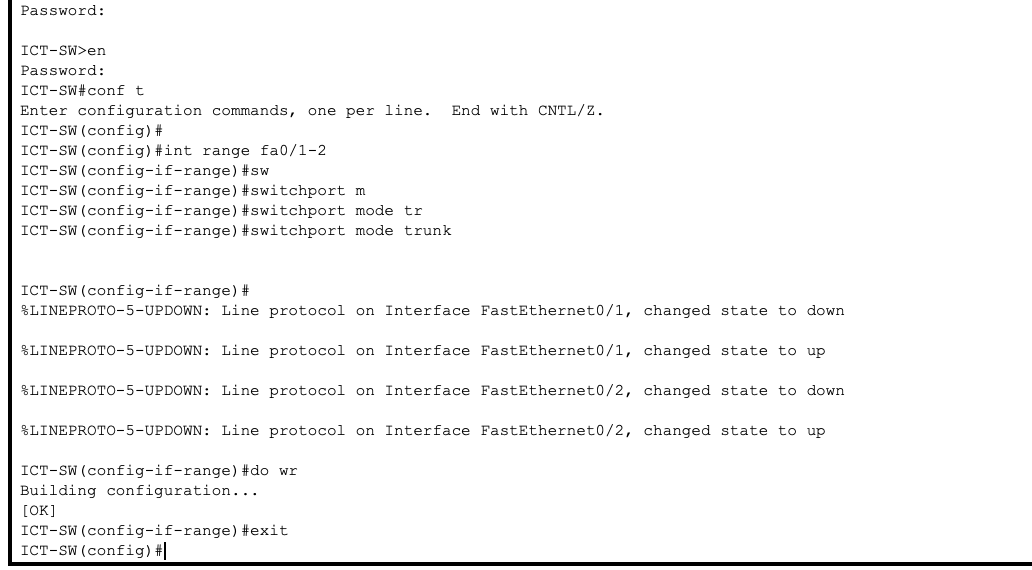 Password:
ICT-SW>en
Password:
ICT-SW#conf t
Enter configuration commands, one per line.  End with CNTL/Z.
ICT-SW(config)#
ICT-SW(config)#int range fa0/1-2
ICT-SW(config-if-range)#sw
ICT-SW(config-if-range)#switchport m
ICT-SW(config-if-range)#switchport mode tr
ICT-SW(config-if-range)#switchport mode trunk
ICT-SW(config-if-range)#
%LINEPROTO-5-UPDOWN: Line protocol on Interface FastEthernet0/1, changed state to down
%LINEPROTO-5-UPDOWN: Line protocol on Interface FastEthernet0/1, changed state to up
%LINEPROTO-5-UPDOWN: Line protocol on Interface FastEthernet0/2, changed state to down
%LINEPROTO-5-UPDOWN: Line protocol on Interface FastEthernet0/2, changed state to up
ICT-SW(config-if-range)#do wr
Building configuration...
[OK]
ICT-SW(config-if-range)#exit
ICT-SW(config)#